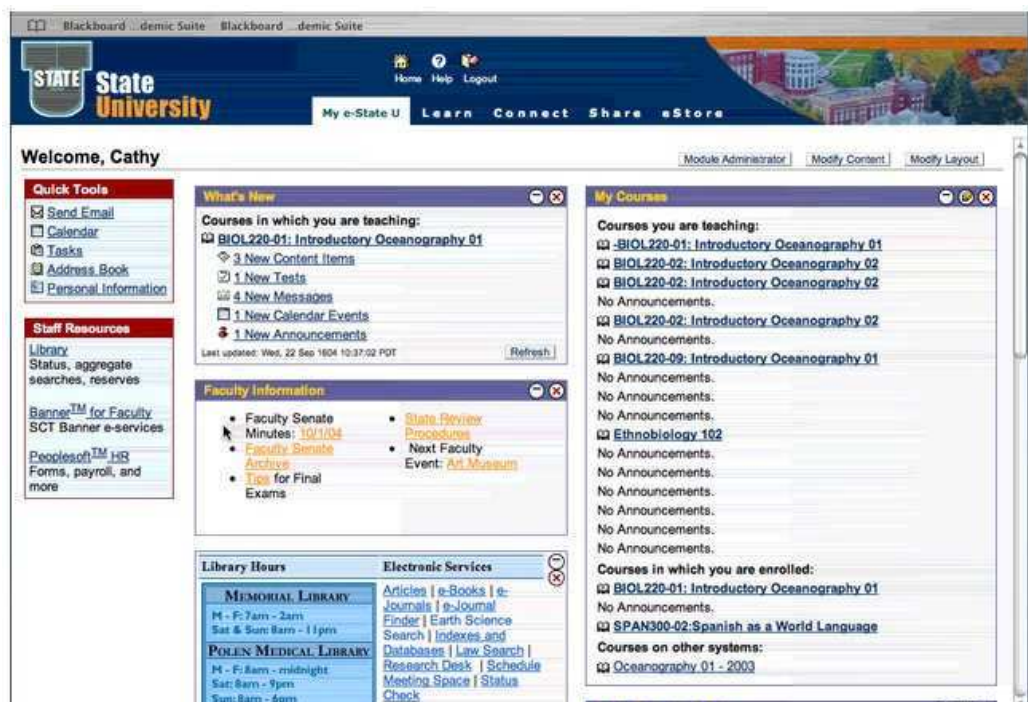 Blackboard ...demic Suite Blackboard ...demic Suite
STATE State
University
Home Help Logout
My e-State U Learn Connect Share eStore
Welcome, Cathy
Module Administrator Modify Content Modify Layout
Quick Tools
Send Email
Calendar
Tasks
Address Book
Personal Information
Staff Resources
Library
Status, aggregate
searches, reserves
Banner™ for Faculty
SCT Banner e-services
Peoplesoft™ HR
Forms, payroll, and
more
What's New
Courses in which you are teaching:
BIOL220-01: Introductory Oceanography 01
3 New Content Items
1 New Tests
4 New Messages
1 New Calendar Events
1 New Announcements
Last updated: Wed, 22 Sep 1604 10:37:02 PDT
Refresh
Faculty Information
Faculty Senate
Minutes: 10/1/04
Faculty Senate
Archive
Tips for Final
Exams
State Review
Procedures
Next Faculty
Event: Art Museum
Library Hours
MEMORIAL LIBRARY
M - F: 7am - 2am
Sat & Sun: 8am - 11pm
POLEN MEDICAL LIBRARY
M - F: 8am - midnight
Sat: 8am - 9pm
Sun: 8am - 6pm
Electronic Services
Articles | e-Books | e-
Journals | e-Journal
Finder | Earth Science
Search | Indexes and
Databases | Law Search |
Research Desk | Schedule
Meeting Space | Status
Check
My Courses
Courses you are teaching:
-BIOL220-01: Introductory Oceanography 01
BIOL220-02: Introductory Oceanography 02
BIOL220-02: Introductory Oceanography 02
No Announcements.
BIOL220-02: Introductory Oceanography 02
No Announcements.
BIOL220-09: Introductory Oceanography 01
No Announcements.
No Announcements.
No Announcements.
Ethnobiology 102
No Announcements.
No Announcements.
No Announcements.
No Announcements.
No Announcements.
No Announcements.
Courses in which you are enrolled:
BIOL220-01: Introductory Oceanography 01
No Announcements.
SPAN300-02:Spanish as a World Language
Courses on other systems:
Oceanography 01 - 2003